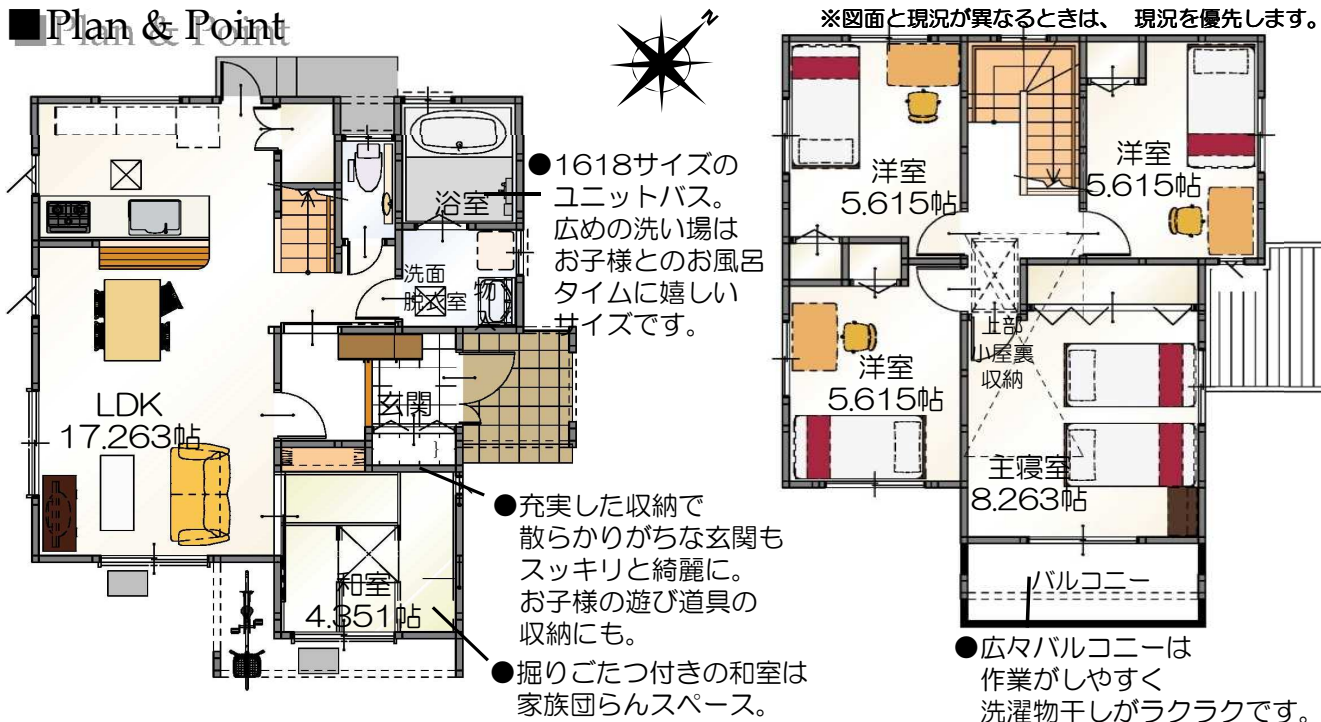 ■Plan & Point
※図面と現況が異なるときは、 現況を優先します。
N
浴室
洗面
脱衣室
物
玄関
LDK
17.263帖
和室
4.351帖
●1618サイズの
ユニットバス。
広めの洗い場は
お子様とのお風呂
タイムに嬉しい
サイズです。
●充実した収納で
散らかりがちな玄関も
スッキリと綺麗に。
お子様の遊び道具の
収納にも。
●掘りごたつ付きの和室は
家族団らんスペース。
洋室
5.615帖
洋室
5.615帖
上部
小屋裏
収納
洋室
5.615帖
主寝室
8.263帖
バルコニー
●広々バルコニーは
作業がしやすく
洗濯物干しがラクラクです。